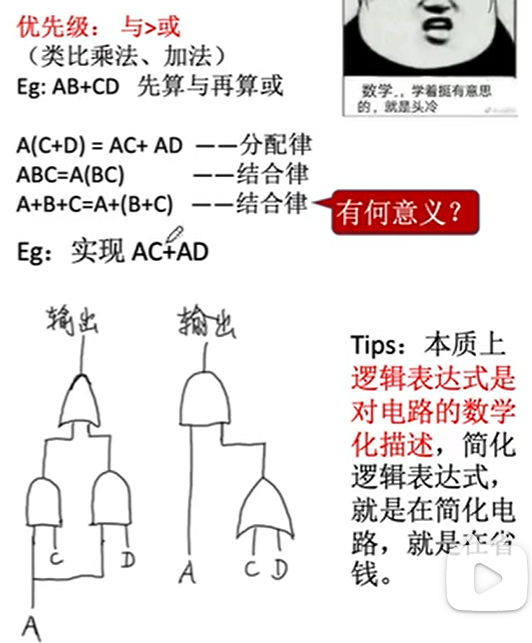 优先级：与>或
（类比乘法、加法）
Eg: AB+CD 先算与再算或
数学.，学着挺有意思
的，就是头冷
A(C+D) = AC+ AD ——分配律
ABC=A(BC) ——结合律
A+B+C=A+(B+C) ——结合律
有何意义？
Eg：实现 AC+AD
输出 输出
Tips：本质上
逻辑表达式是
对电路的数学
化描述，简化
逻辑表达式，
就是在简化电
路，就是在省
钱。
C D
A C D
A